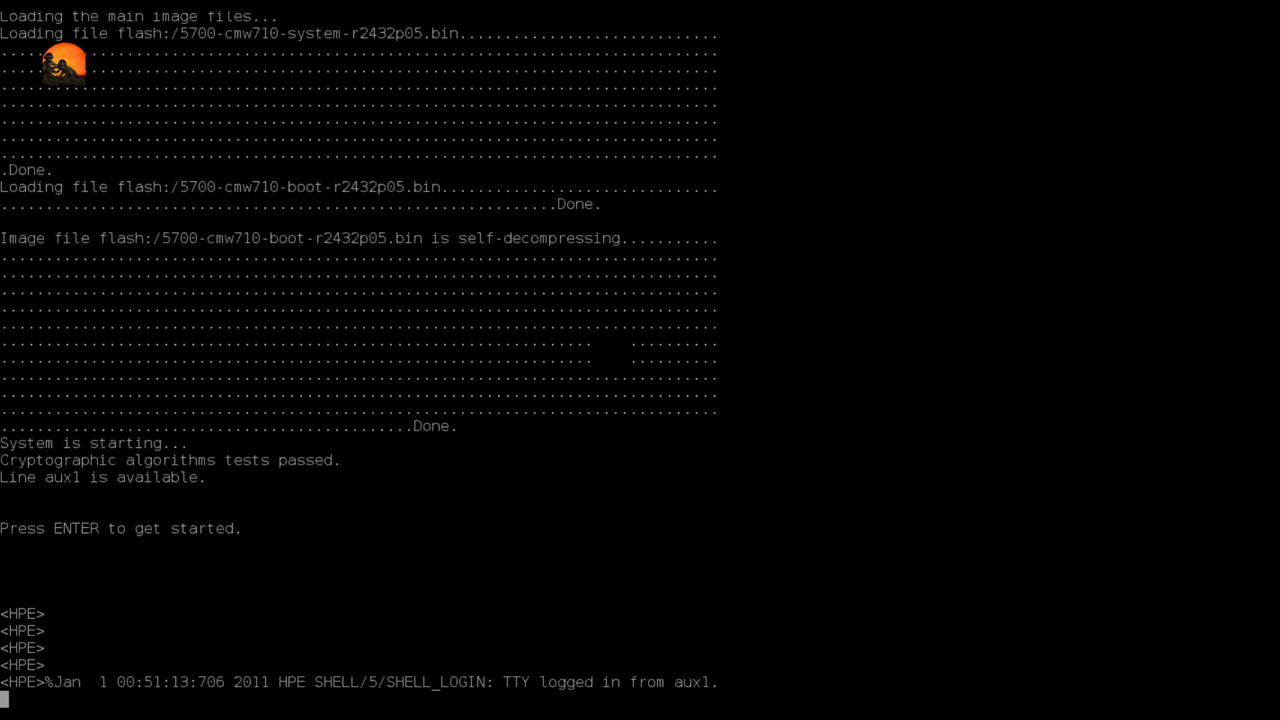 Loading the main image files...
Loading file flash:/5700-cmw710-system-r2432p05.bin.............................
................................................................................
................................................................................
................................................................................
................................................................................
................................................................................
................................................................................
................................................................................
.Done.
Loading file flash:/5700-cmw710-boot-r2432p05.bin...............................
..............................................................Done.
Image file flash:/5700-cmw710-boot-r2432p05.bin is self-decompressing...........
................................................................................
................................................................................
................................................................................
................................................................................
................................................................................
..................................................................    ..........
..................................................................    ..........
................................................................................
................................................................................
................................................................................
..............................................Done.
System is starting...
Cryptographic algorithms tests passed.
Line aux1 is available.
Press ENTER to get started.
<HPE>
<HPE>
<HPE>
<HPE>
<HPE>%Jan  1 00:51:13:706 2011 HPE SHELL/5/SHELL_LOGIN: TTY logged in from aux1.